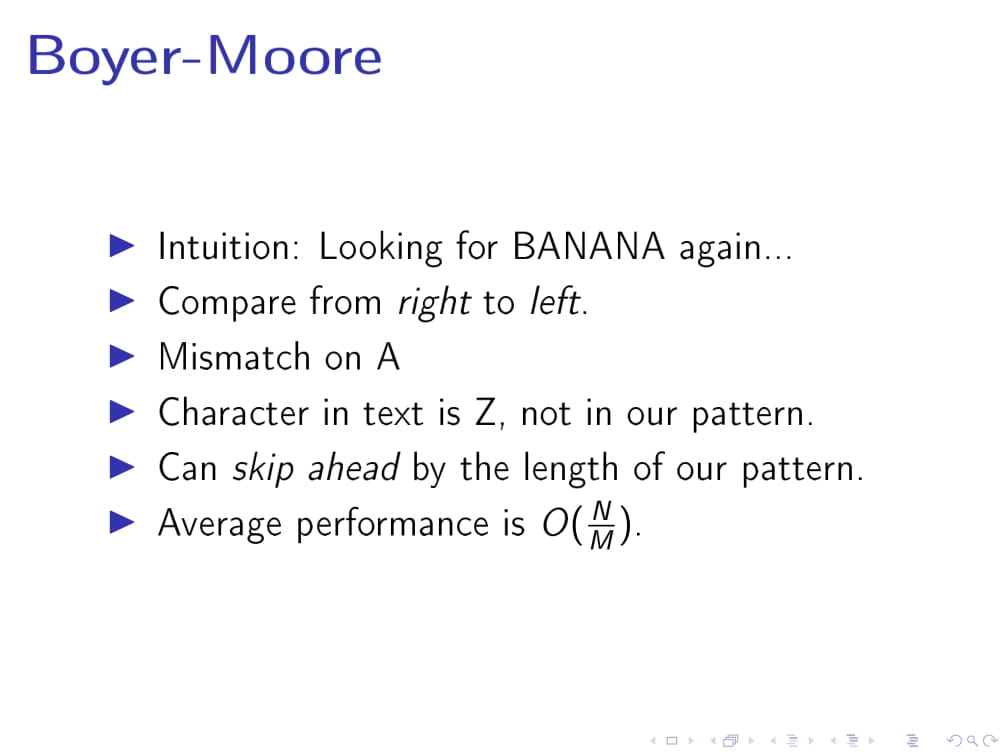 Boyer-Moore
Intuition: Looking for BANANA again...
Compare from right to left.
Mismatch on A
Character in text is Z, not in our pattern.
Can skip ahead by the length of our pattern.
Average performance is O(N/M).